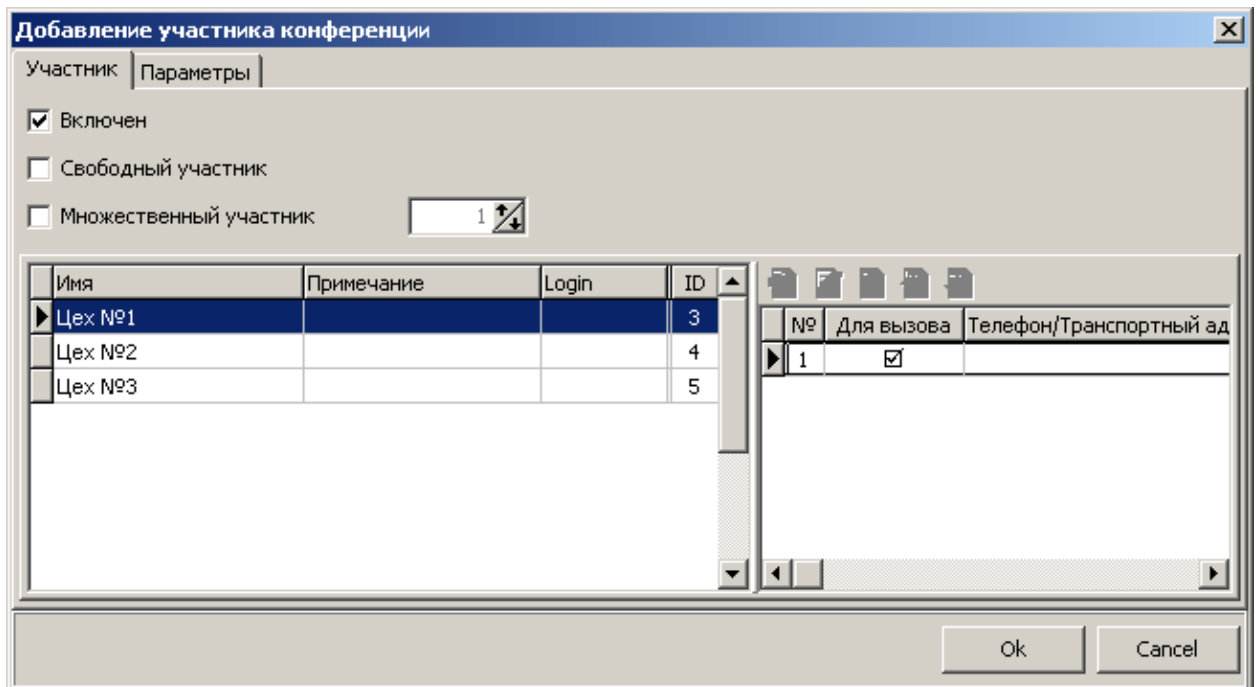 Добавление участника конференции
Участник Параметры
Включен
Свободный участник
Множественный участник 1
Имя Примечание Login ID
Цех №1 3
Цех №2 4
Цех №3 5
№ Для вызова Телефон/Транспортный ад
1
Ok Cancel